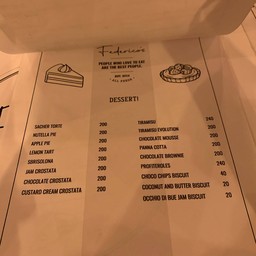 Federicos
PEOPLE WHO LOVE TO EAT
ARE THE BEST PEOPLE.
DESSERTI
SACHER TORTE 200
NUTELLA PIE 200
APPLE PIE 200
LEMON TART 200
SBRISOLONA 200
JAM CROSTATA 200
CHOCOLATE CROSTATA 200
CUSTARD CREAM CROSTATA 200
TIRAMISU 240
TIRAMISU EVOLUTION 200
CHOCOLATE MOUSSE 200
PANNA COTTA 200
CHOCOLATE BROWNIE 200
PROFITEROLES 240
CHOCO CHIPS BISCUIT 40
COCONUT AND BUTTER BISCUIT 20
OCCHIO DI BUE JAM BISCUIT 20